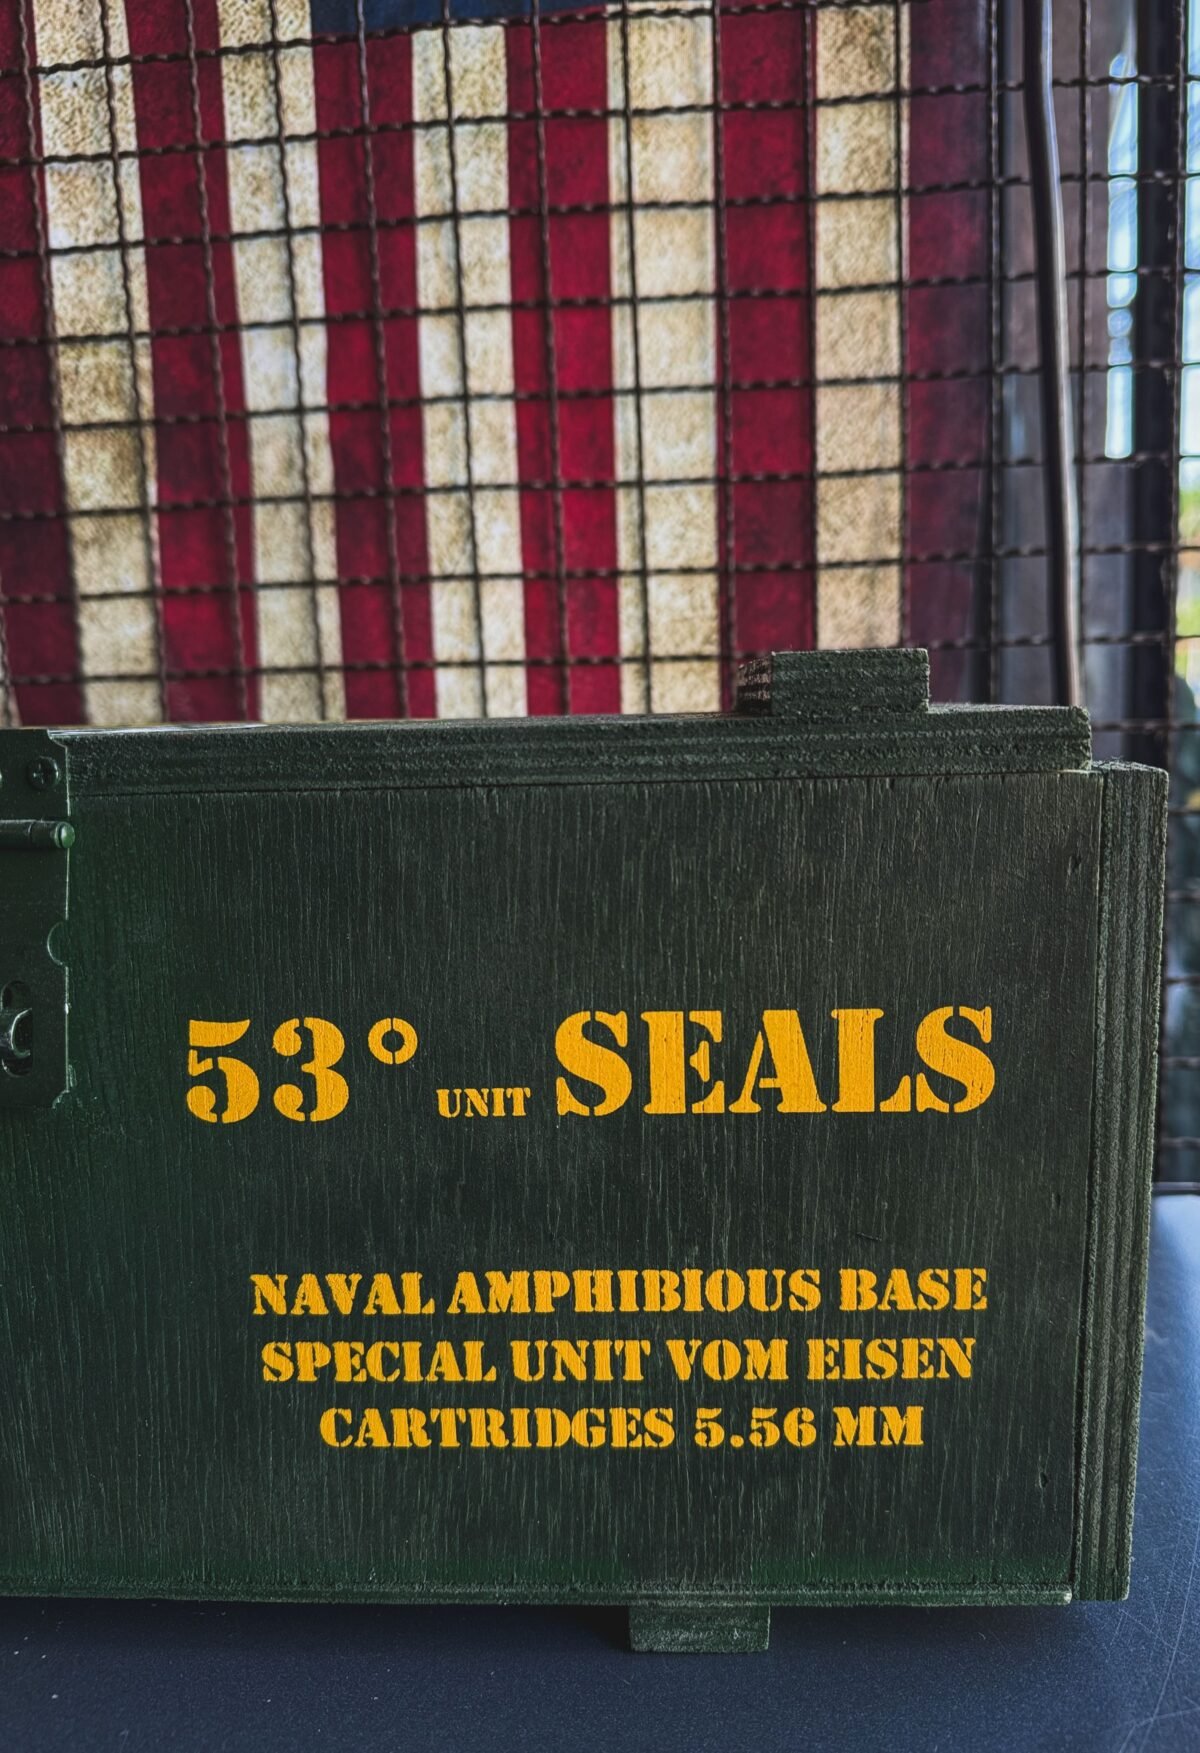 53° UNIT SEALS
NAVAL AMPHIBIOUS BASE
SPECIAL UNIT VOM EISEN
CARTRIDGES 5.56 MM